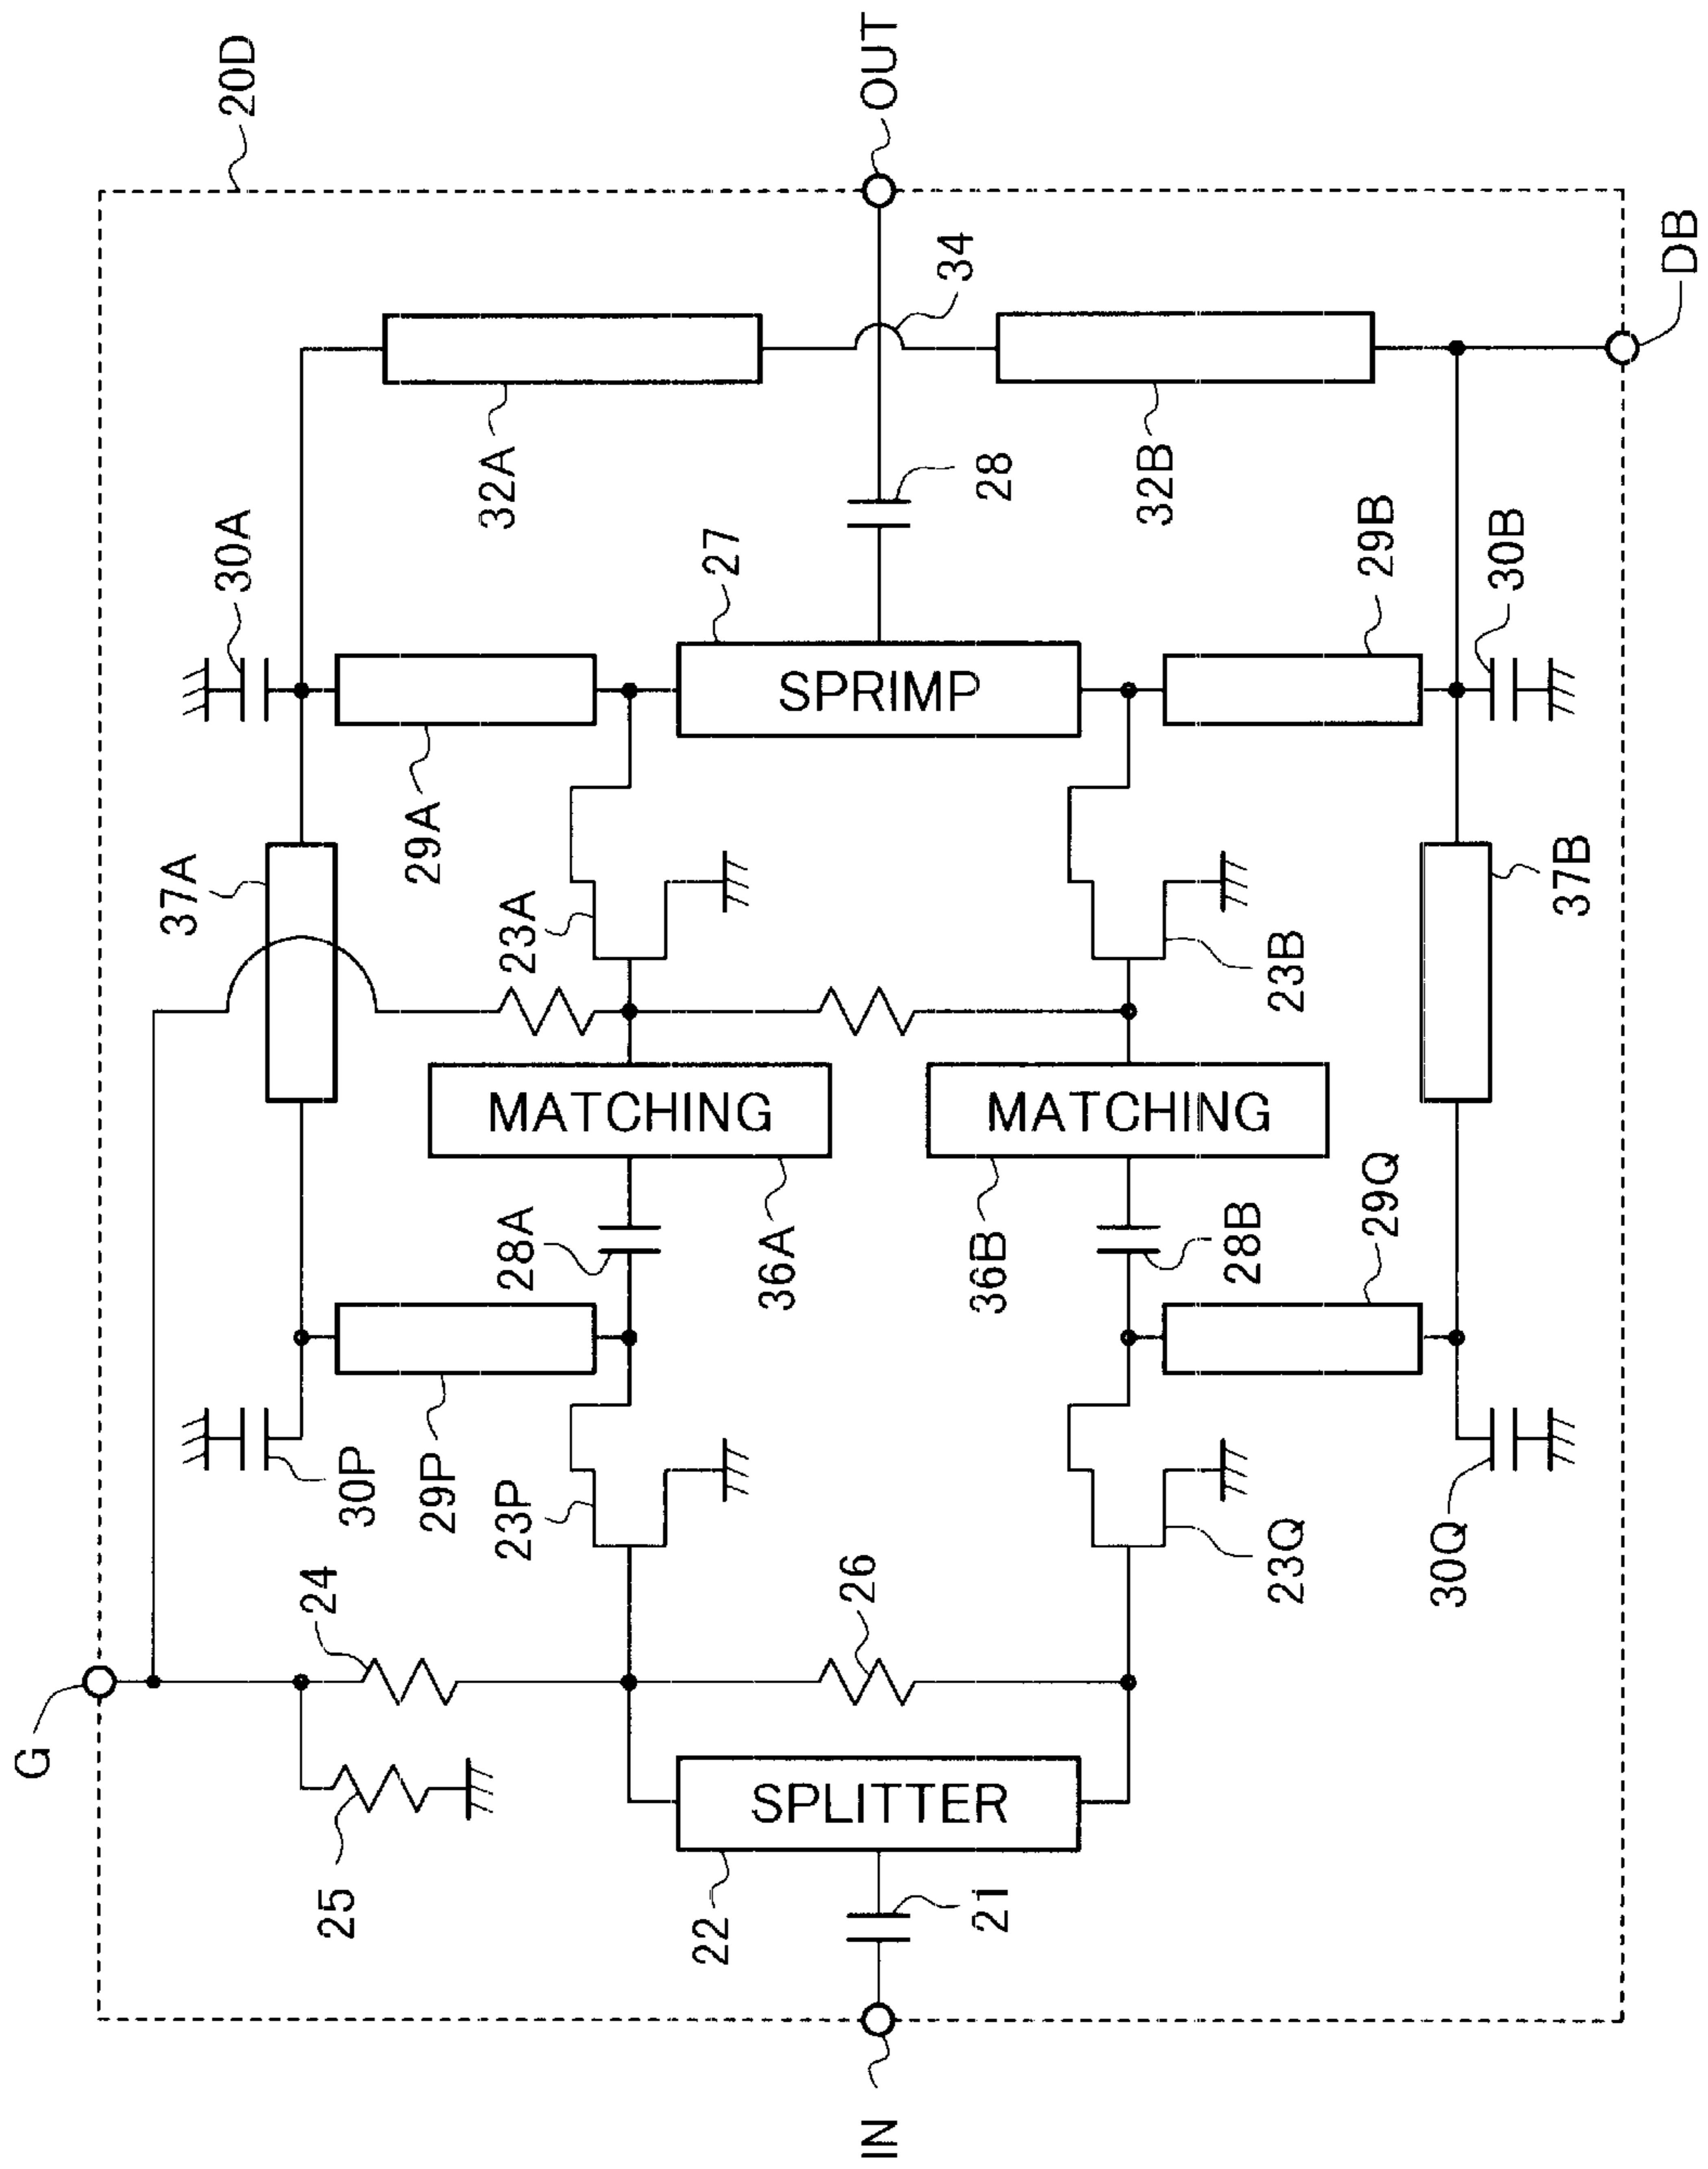 20D
G
IN
OUT
DB
21
22
SPLITTER
24
25
26
23P
23Q
30P
29P
28A
36A
MATCHING
37A
23A
29A
30A
32A
27
SPRIMP
28
34
32B
29B
30B
37B
23B
MATCHING
36B
28B
29Q
30Q